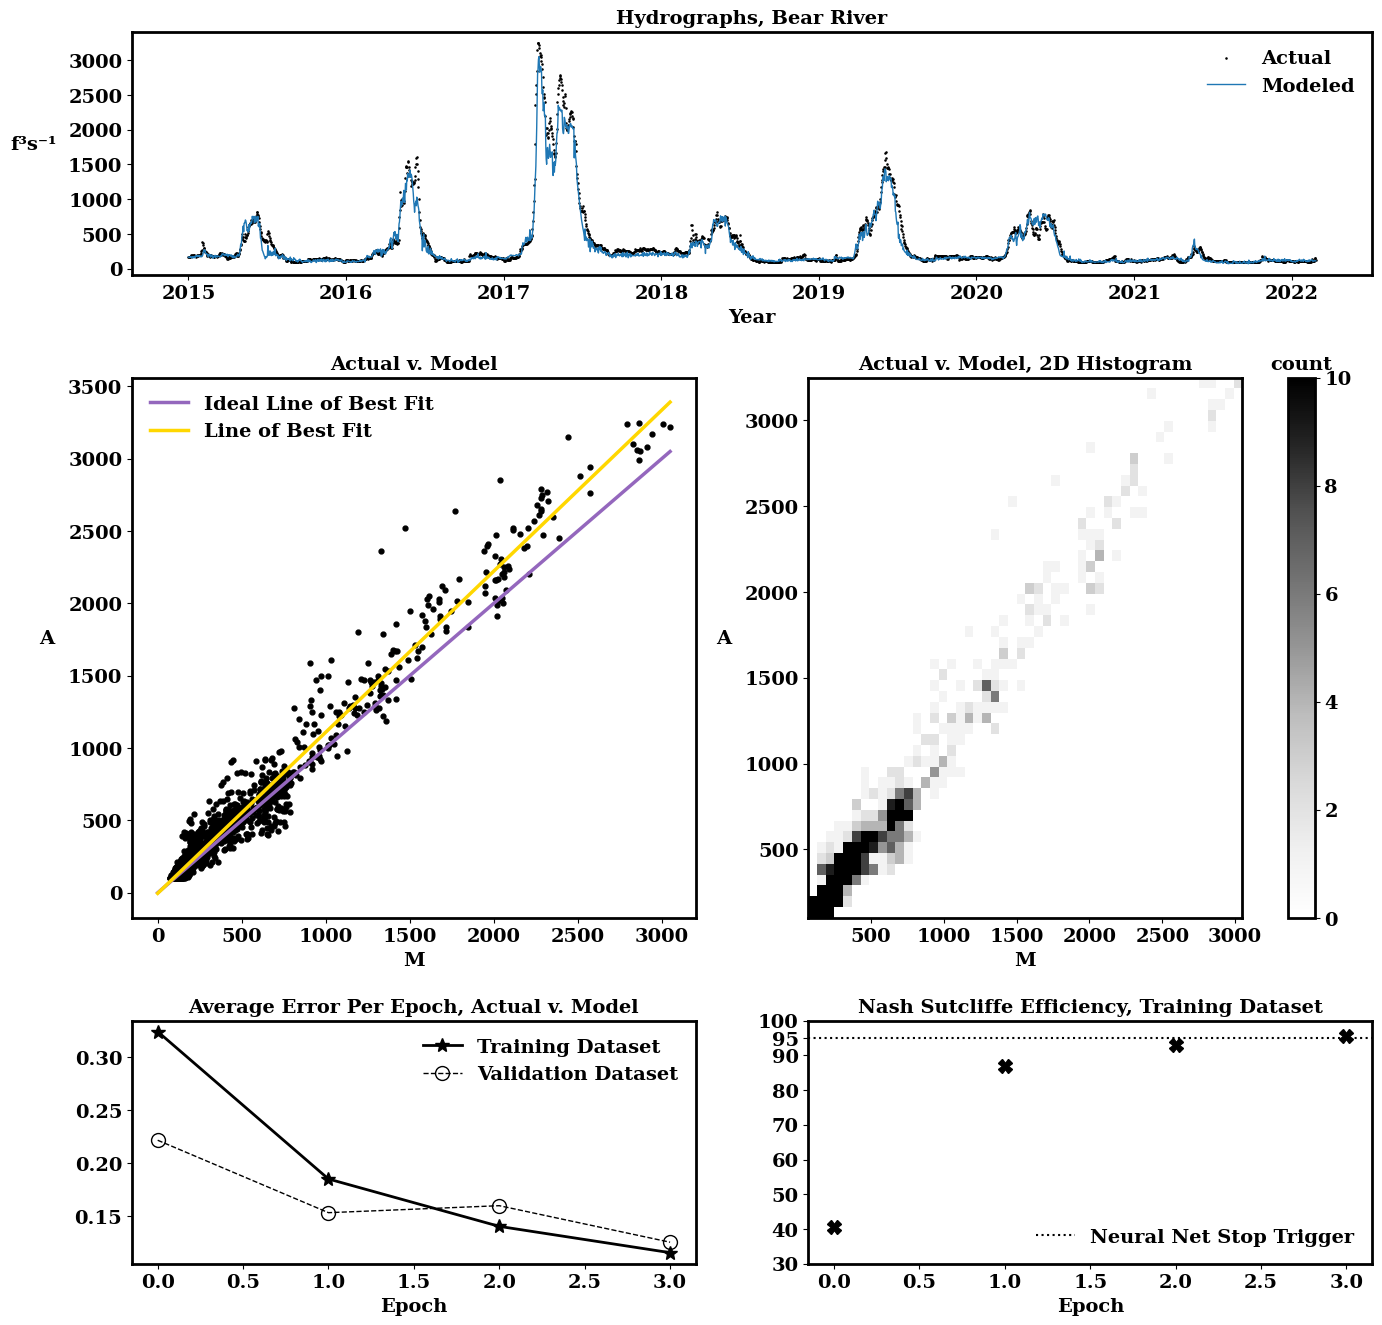 Hydrographs, Bear River
3000
2500
2000
1500
1000
500
0
f³s⁻¹
Actual
Modeled
2015 2016 2017 2018 2019 2020 2021 2022
Year
Actual v. Model
3500
3000
2500
2000
1500
1000
500
0
A
Ideal Line of Best Fit
Line of Best Fit
0 500 1000 1500 2000 2500 3000
M
Actual v. Model, 2D Histogram
3000
2500
2000
1500
1000
500
A
500 1000 1500 2000 2500 3000
M
count
10
8
6
4
2
0
Average Error Per Epoch, Actual v. Model
0.30
0.25
0.20
0.15
Training Dataset
Validation Dataset
0.0 0.5 1.0 1.5 2.0 2.5 3.0
Epoch
Nash Sutcliffe Efficiency, Training Dataset
100
95
90
80
70
60
50
40
30
Neural Net Stop Trigger
0.0 0.5 1.0 1.5 2.0 2.5 3.0
Epoch